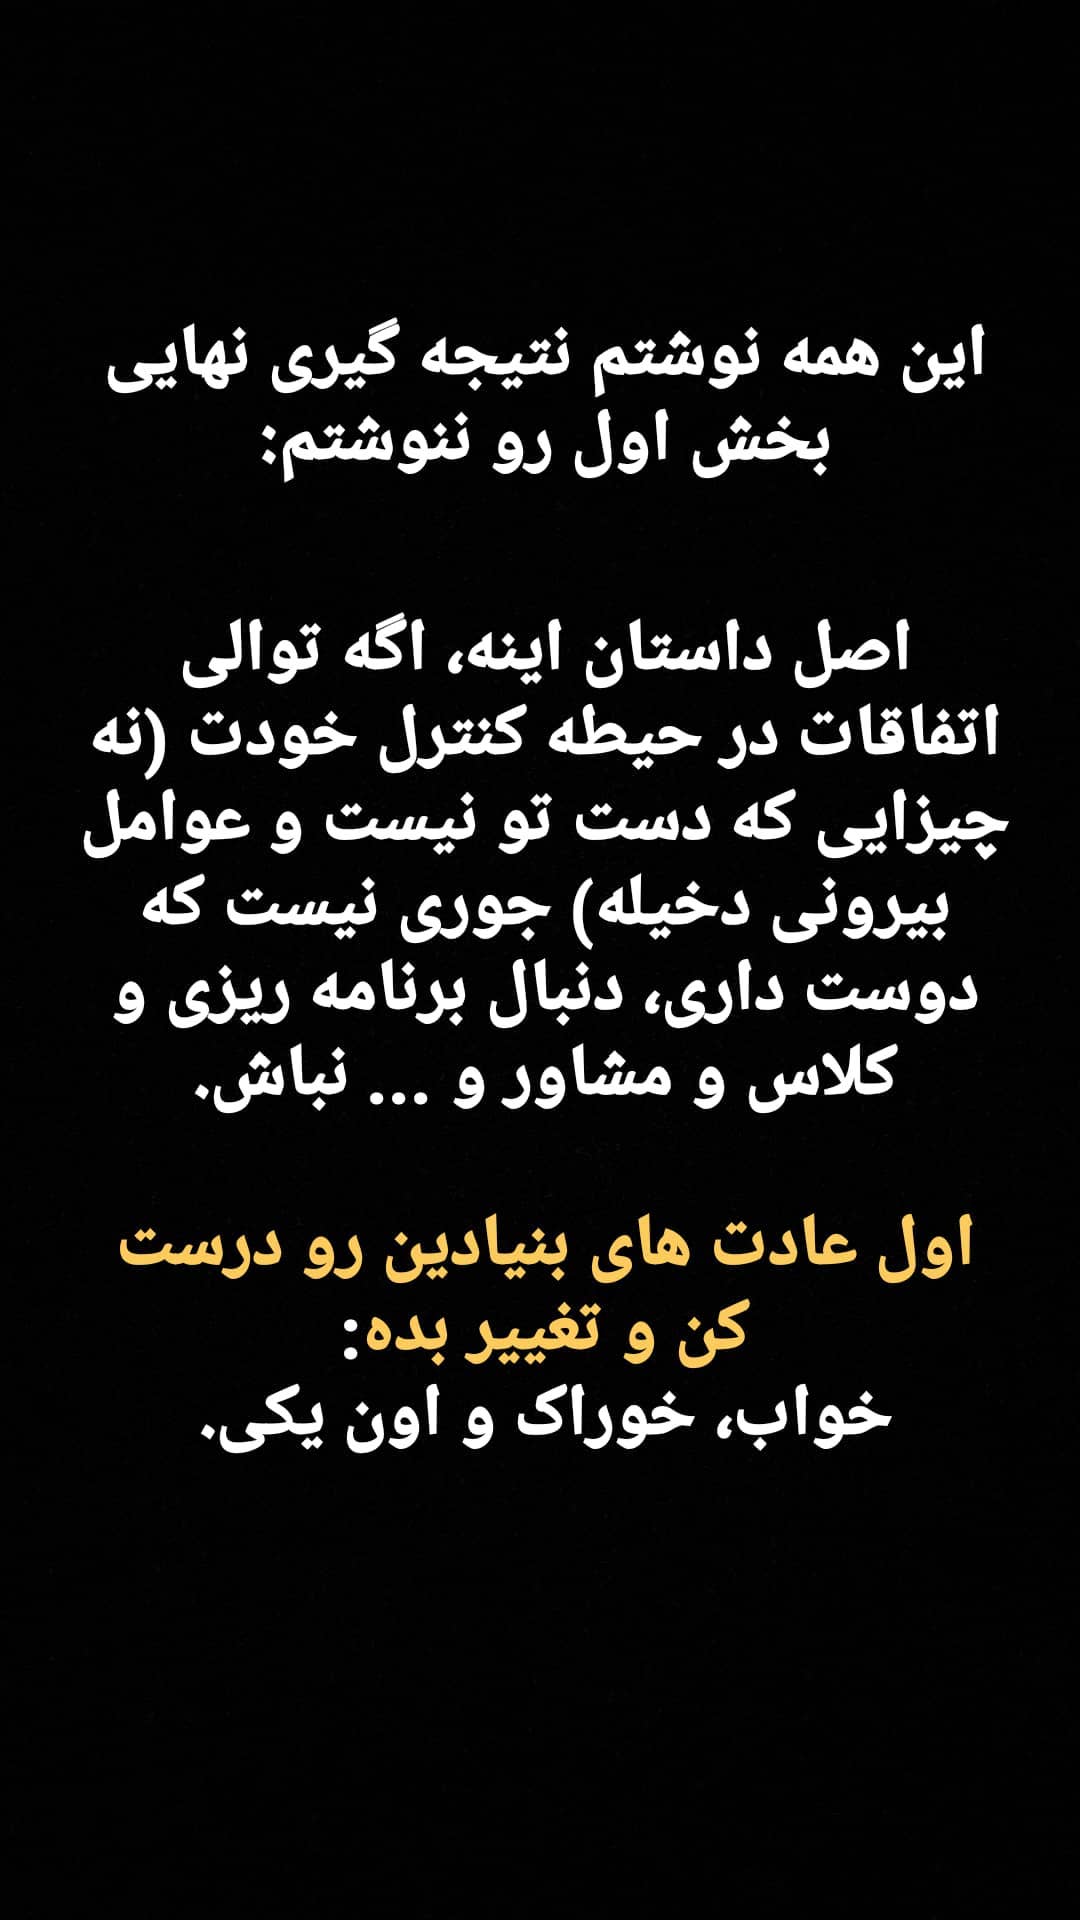 این همه نوشتم نتیجه گیری نهایی
بخش اول رو ننوشتم:
اصل داستان اینه، اگه توالی
اتفاقات در حیطه کنترل خودت (نه
چیزایی که دست تو نیست و عوامل
بیرونی دخیله) جوری نیست که
دوست داری، دنبال برنامه ریزی و
کلاس و مشاور و ... نباش.
اول عادت های بنیادین رو درست
کن و تغییر بده:
خواب، خوراک و اون یکی.